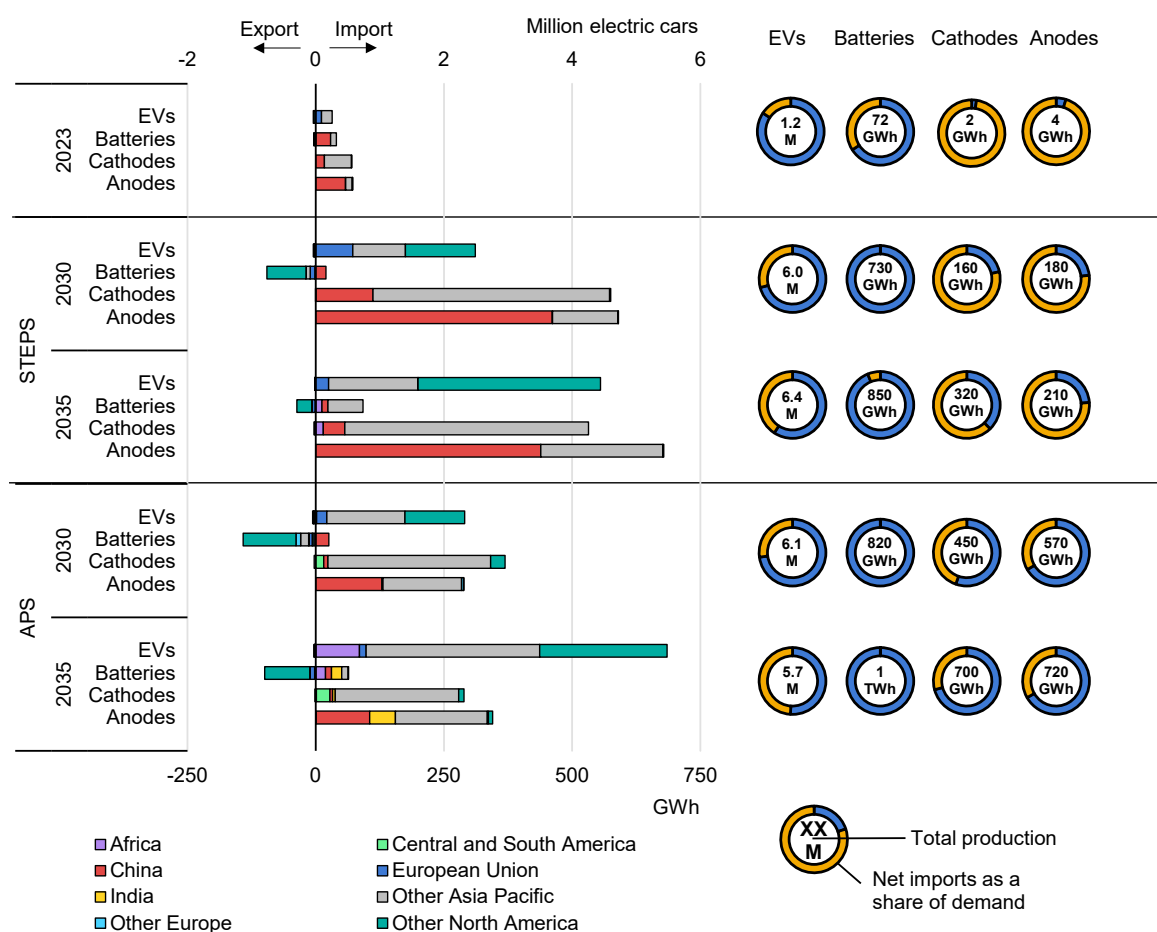 Export Import Million electric cars
-2 0 2 4 6
EVs Batteries Cathodes Anodes
2023
EVs
Batteries
Cathodes
Anodes
1.2 M
72 GWh
2 GWh
4 GWh
STEPS
2030
EVs
Batteries
Cathodes
Anodes
6.0 M
730 GWh
160 GWh
180 GWh
2035
EVs
Batteries
Cathodes
Anodes
6.4 M
850 GWh
320 GWh
210 GWh
APS
2030
EVs
Batteries
Cathodes
Anodes
6.1 M
820 GWh
450 GWh
570 GWh
2035
EVs
Batteries
Cathodes
Anodes
5.7 M
1 TWh
700 GWh
720 GWh
-250 0 250 500 750
GWh
Africa
China
India
Other Europe
Central and South America
European Union
Other Asia Pacific
Other North America
XX
M
Total production
Net imports as a
share of demand